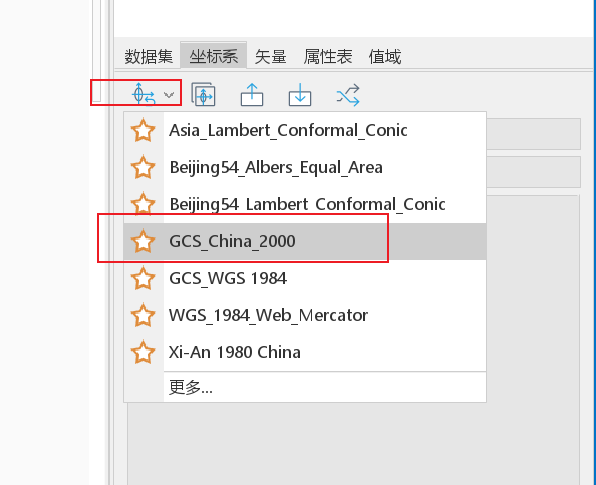 数据集 坐标系 矢量 属性表 值域
Asia_Lambert_Conformal_Conic
Beijing54_Albers_Equal_Area
Beijing54_Lambert_Conformal_Conic
GCS_China_2000
GCS_WGS 1984
WGS_1984_Web_Mercator
Xi-An 1980 China
更多...